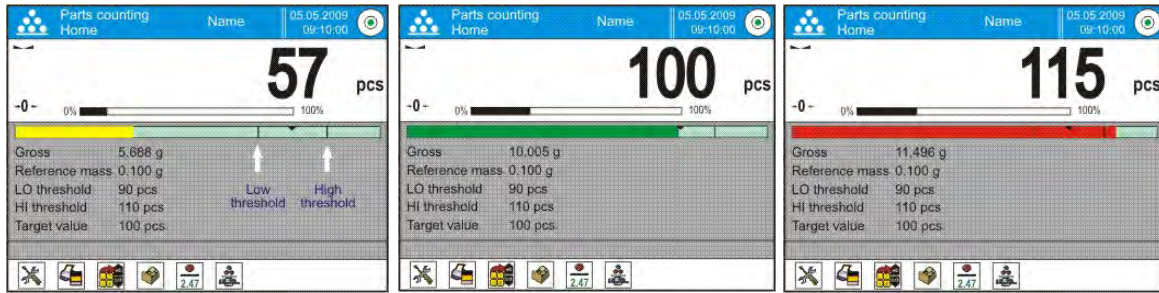 Parts counting
Home
Name
05.05.2009
09:10:00
57 pcs
-0-
0%
100%
Gross 5.688 g
Reference mass 0.100 g
LO threshold 90 pcs
HI threshold 110 pcs
Target value 100 pcs
Low threshold
High threshold
2.47
Parts counting
Home
Name
05.05.2009
09:10:00
100 pcs
-0-
0%
100%
Gross 10.005 g
Reference mass 0.100 g
LO threshold 90 pcs
HI threshold 110 pcs
Target value 100 pcs
2.47
Parts counting
Home
Name
05.05.2009
09:10:00
115 pcs
-0-
0%
100%
Gross 11,496 g
Reference mass 0.100 g
LO threshold 90 pcs
HI threshold 110 pcs
Target value 100 pcs
2.47